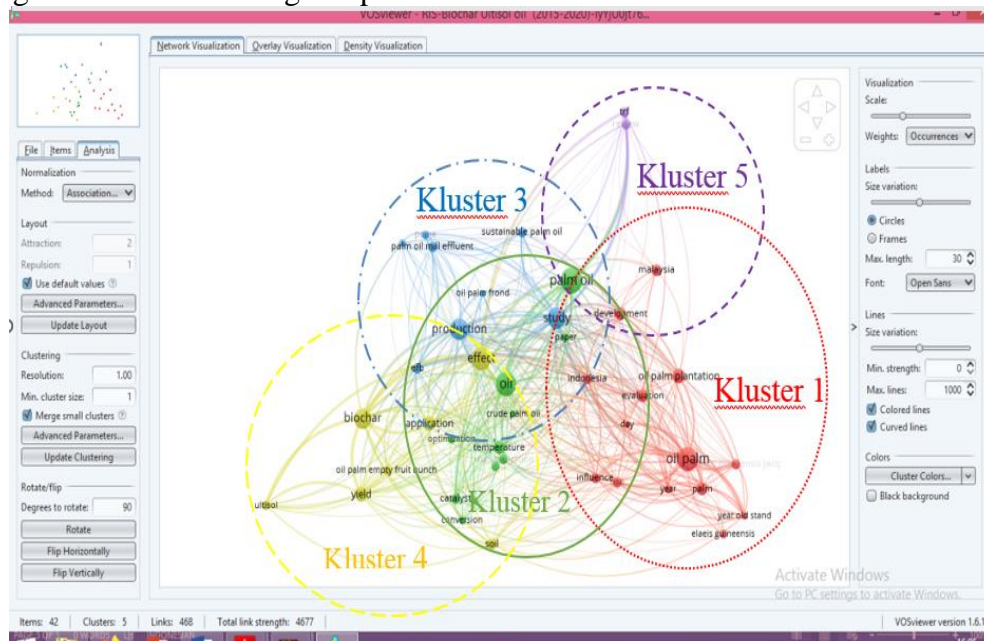 VOSviewer - RIS-Biochar Ultisol oil (2015-2020)-IyYJ0OJt76...
Network Visualization
Overlay Visualization
Density Visualization
File
Items
Analysis
Normalization
Method:
Association...
Layout
Attraction:
2
Repulsion:
1
Use default values
Advanced Parameters...
Update Layout
Clustering
Resolution:
1.00
Min. cluster size:
1
Merge small clusters
Advanced Parameters...
Update Clustering
Rotate/flip
Degrees to rotate:
90
Rotate
Flip Horizontally
Flip Vertically
Kluster 5
Kluster 3
sustainable palm oil
palm oil mill effluent
malaysia
palm oil
oil palm frond
development
study
production
paper
effect
efb
oil
indonesia
oil palm plantation
Kluster 1
evaluation
biochar
application
crude palm oil
day
optimization
temperature
oil palm
oil palm empty fruit bunch
influence
ultisol
yield
catalyst
Kluster 2
year
palm
conversion
year old stand
soil
elaeis guineensis
Kluster 4
Visualization
Scale:
Weights:
Occurrences
Labels
Size variation:
Circles
Frames
Max. length:
30
Font:
Open Sans
Lines
Size variation:
Min. strength:
0
Max. lines:
1000
Colored lines
Curved lines
Colors
Cluster Colors...
Black background
Activate Windows
Go to PC settings to activate Windows.
Items: 42
Clusters: 5
Links: 468
Total link strength: 4677
VOSviewer version 1.6.1